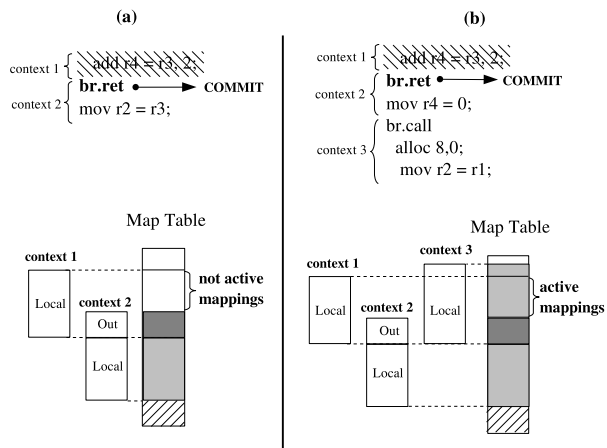 (a)
context 1
add r4 = r3, 2;
br.ret
COMMIT
context 2
mov r2 = r3;
Map Table
context 1
not active
mappings
Local
context 2
Out
Local
(b)
context 1
add r4 = r3, 2;
br.ret
COMMIT
context 2
mov r4 = 0;
br.call
context 3
alloc 8,0;
mov r2 = r1;
Map Table
context 3
context 1
active
mappings
Local
context 2
Local
Out
Local